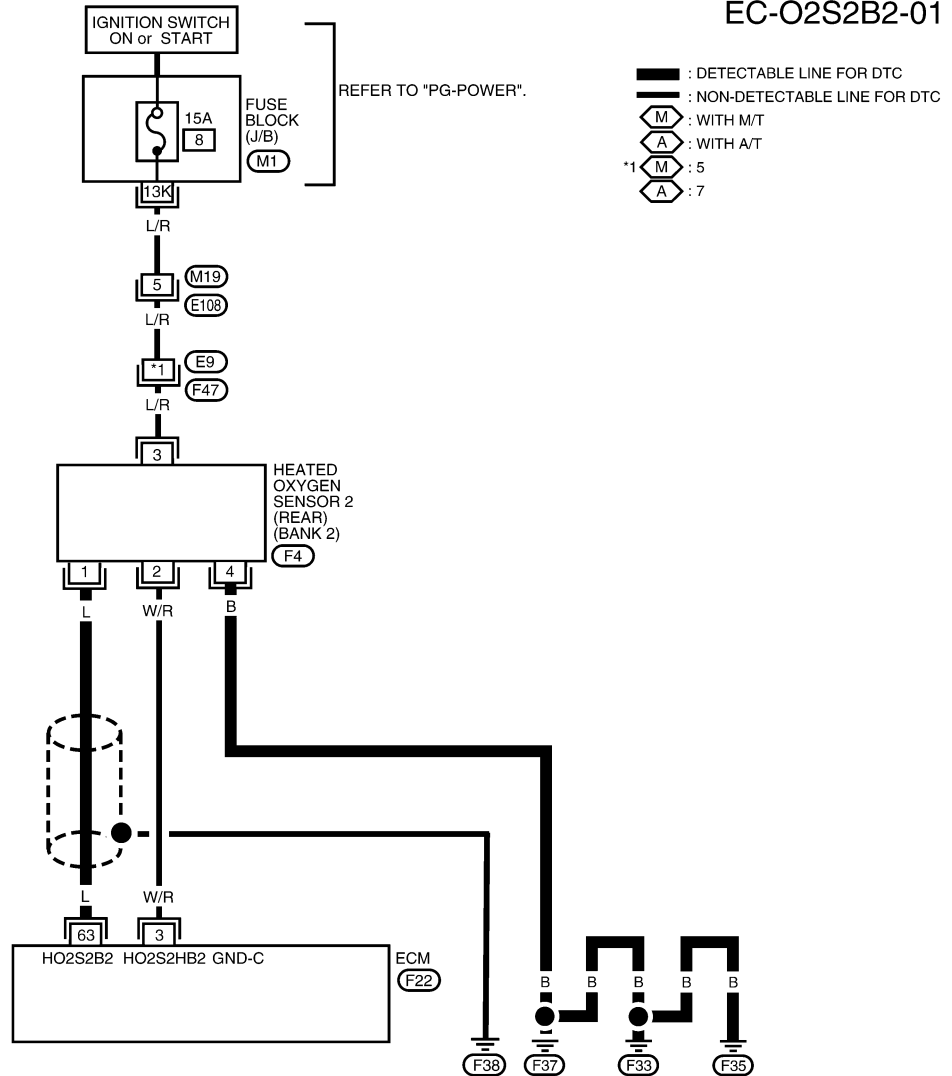 EC-O2S2B2-01
IGNITION SWITCH
ON or START
REFER TO "PG-POWER".
15A
8
FUSE
BLOCK
(J/B)
M1
13K
: DETECTABLE LINE FOR DTC
: NON-DETECTABLE LINE FOR DTC
M : WITH M/T
A : WITH A/T
*1 M : 5
A : 7
L/R
5
M19
E108
L/R
*1
E9
F47
L/R
3
HEATED
OXYGEN
SENSOR 2
(REAR)
(BANK 2)
F4
1 2 4
L W/R B
L W/R
63 3
HO2S2B2 HO2S2HB2 GND-C
ECM
F22
B B B B B
F38 F37 F33 F35